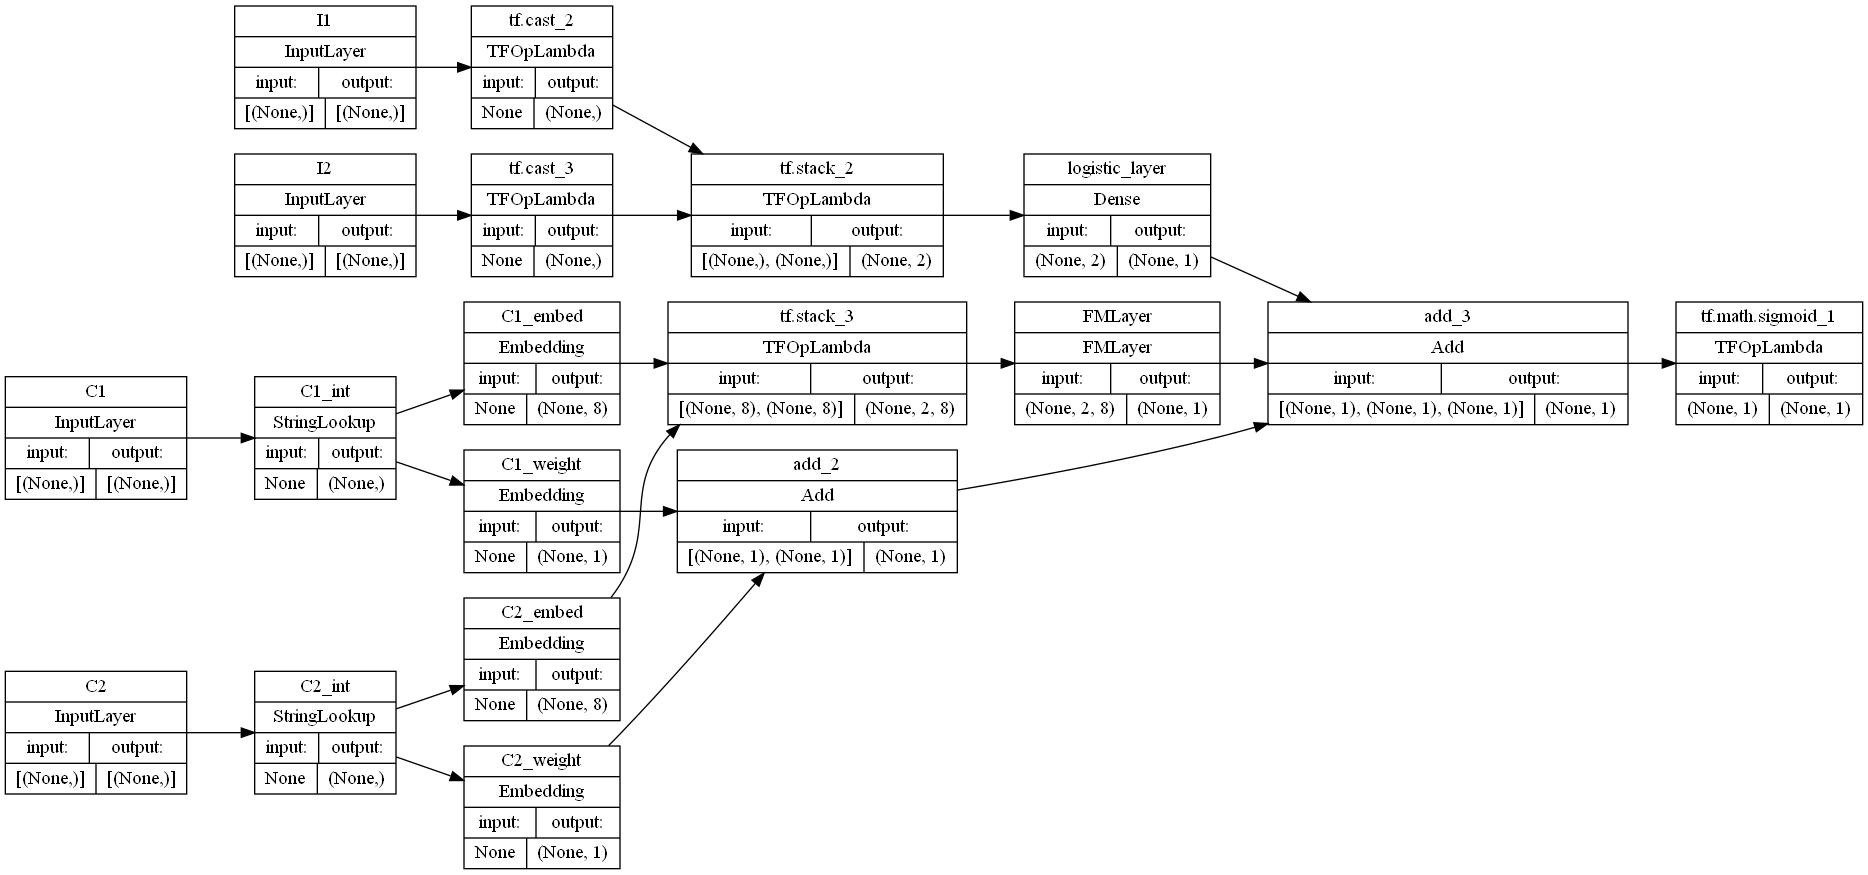 I1
InputLayer
input: output:
[(None,)] [(None,)]
tf.cast_2
TFOpLambda
input: output:
None (None,)
I2
InputLayer
input: output:
[(None,)] [(None,)]
tf.cast_3
TFOpLambda
input: output:
None (None,)
tf.stack_2
TFOpLambda
input: output:
[(None,), (None,)] (None, 2)
logistic_layer
Dense
input: output:
(None, 2) (None, 1)
C1
InputLayer
input: output:
[(None,)] [(None,)]
C1_int
StringLookup
input: output:
None (None,)
C1_embed
Embedding
input: output:
None (None, 8)
tf.stack_3
TFOpLambda
input: output:
[(None, 8), (None, 8)] (None, 2, 8)
FMLayer
FMLayer
input: output:
(None, 2, 8) (None, 1)
add_3
Add
input: output:
[(None, 1), (None, 1), (None, 1)] (None, 1)
tf.math.sigmoid_1
TFOpLambda
input: output:
(None, 1) (None, 1)
C1_weight
Embedding
input: output:
None (None, 1)
add_2
Add
input: output:
[(None, 1), (None, 1)] (None, 1)
C2
InputLayer
input: output:
[(None,)] [(None,)]
C2_int
StringLookup
input: output:
None (None,)
C2_embed
Embedding
input: output:
None (None, 8)
C2_weight
Embedding
input: output:
None (None, 1)